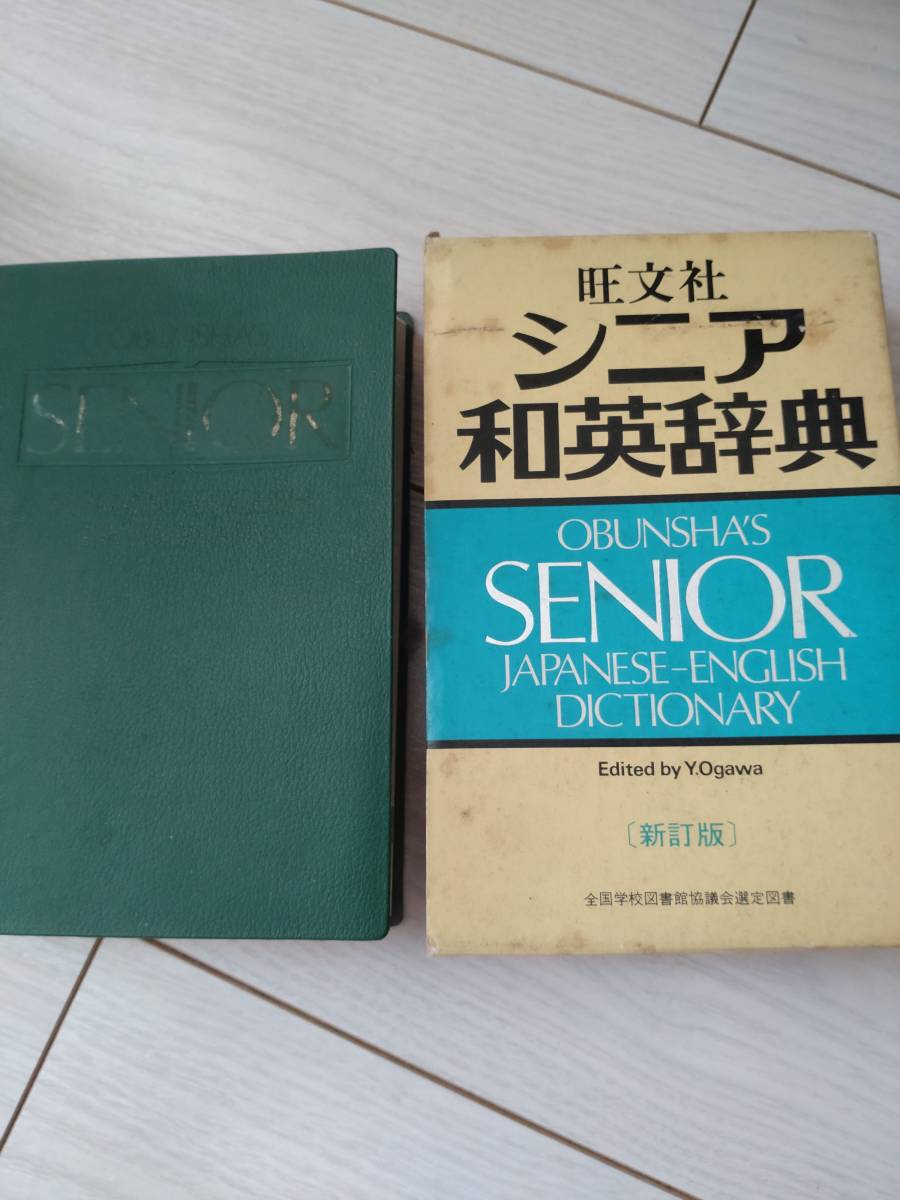 OBUNSHA'S
SENIOR
旺文社
シニア
和英辞典
OBUNSHA'S
SENIOR
JAPANESE-ENGLISH
DICTIONARY
Edited by Y.Ogawa
〔新訂版〕
全国学校図書館協議会選定図書